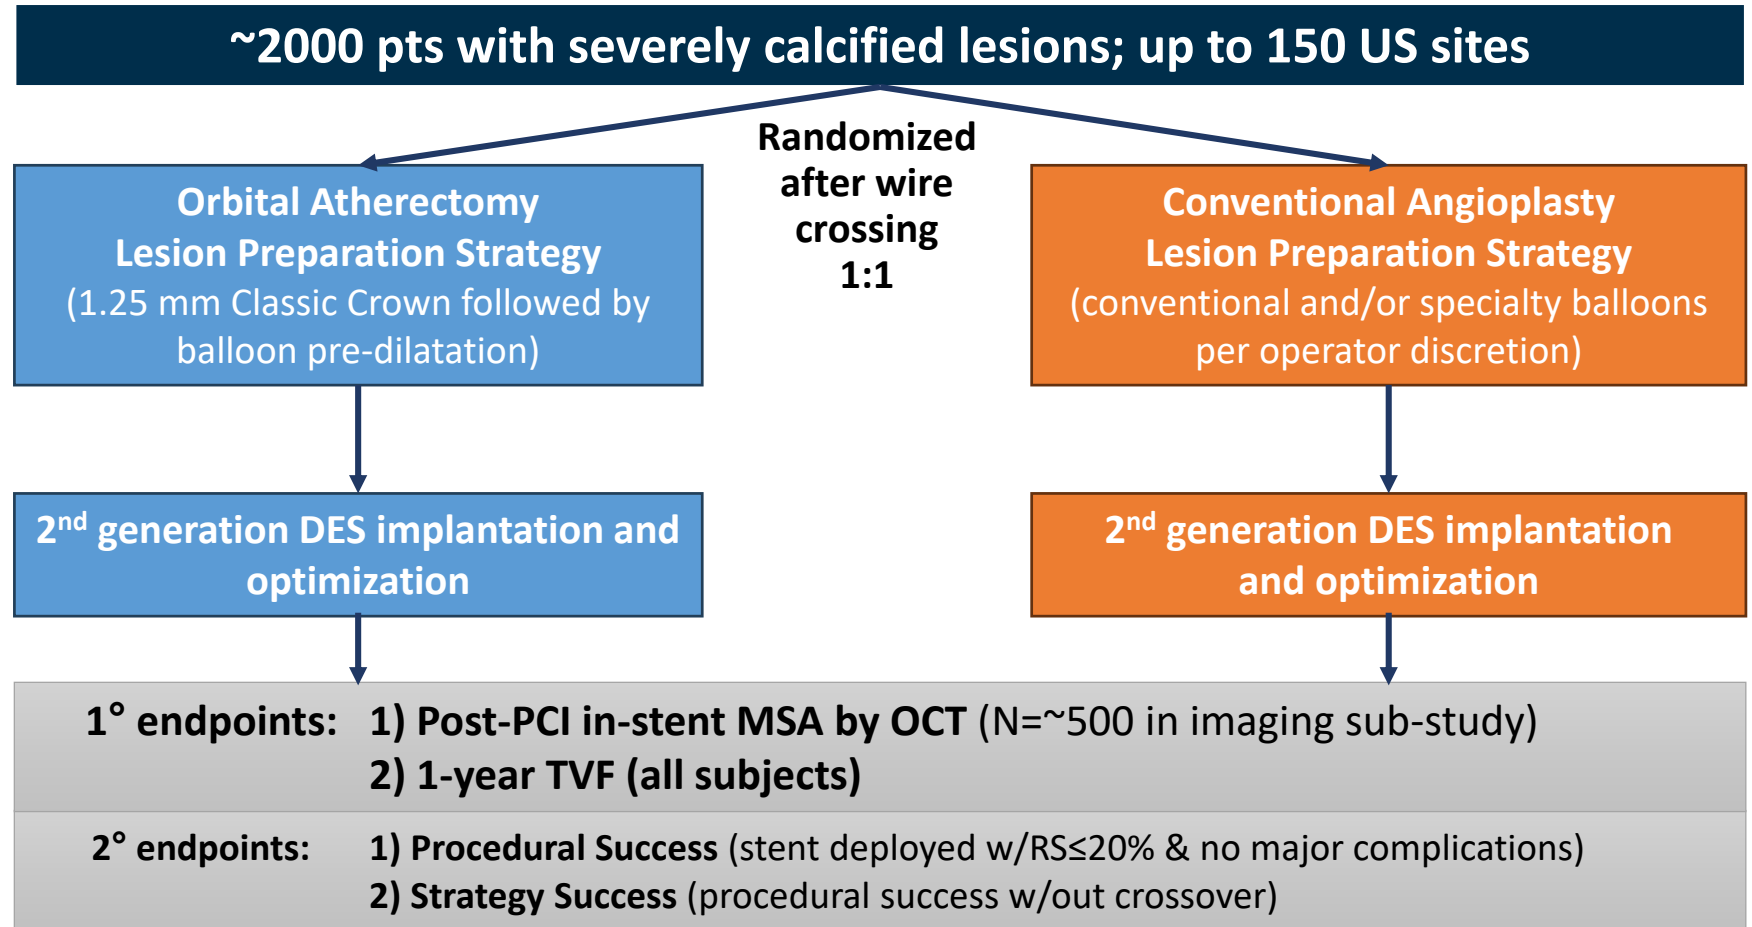 ~2000 pts with severely calcified lesions; up to 150 US sites
Randomized
after wire
crossing
1:1
Orbital Atherectomy
Lesion Preparation Strategy
(1.25 mm Classic Crown followed by
balloon pre-dilatation)
Conventional Angioplasty
Lesion Preparation Strategy
(conventional and/or specialty balloons
per operator discretion)
2nd generation DES implantation and
optimization
2nd generation DES implantation
and optimization
1° endpoints: 1) Post-PCI in-stent MSA by OCT (N=~500 in imaging sub-study)
2) 1-year TVF (all subjects)
2° endpoints: 1) Procedural Success (stent deployed w/RS≤20% & no major complications)
2) Strategy Success (procedural success w/out crossover)